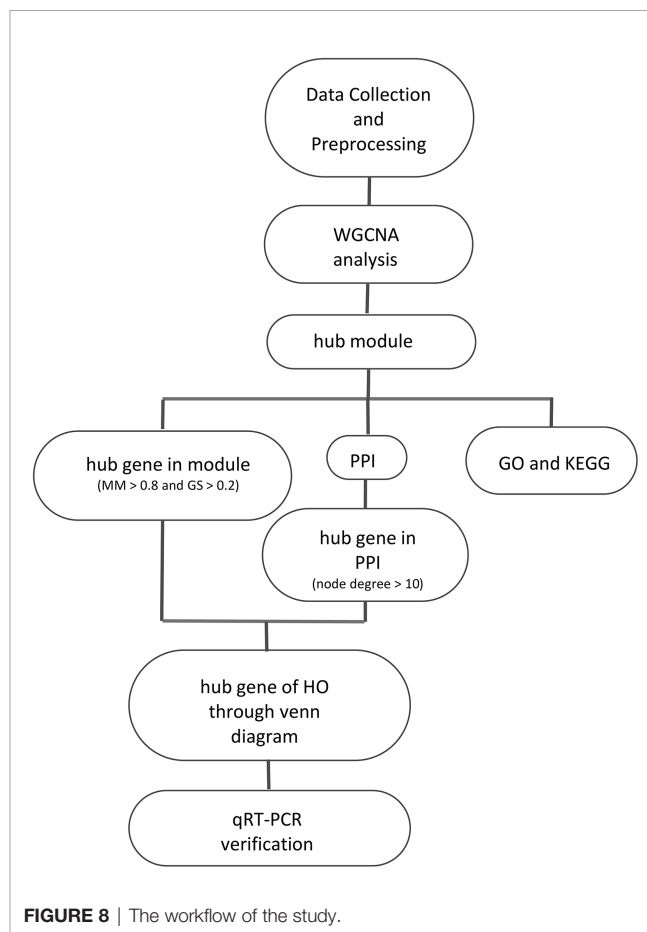 Data Collection
and
Preprocessing
WGCNA
analysis
hub module
hub gene in module
(MM > 0.8 and GS > 0.2)
PPI
GO and KEGG
hub gene in
PPI
(node degree > 10)
hub gene of HO
through venn
diagram
qRT-PCR
verification
FIGURE 8 | The workflow of the study.